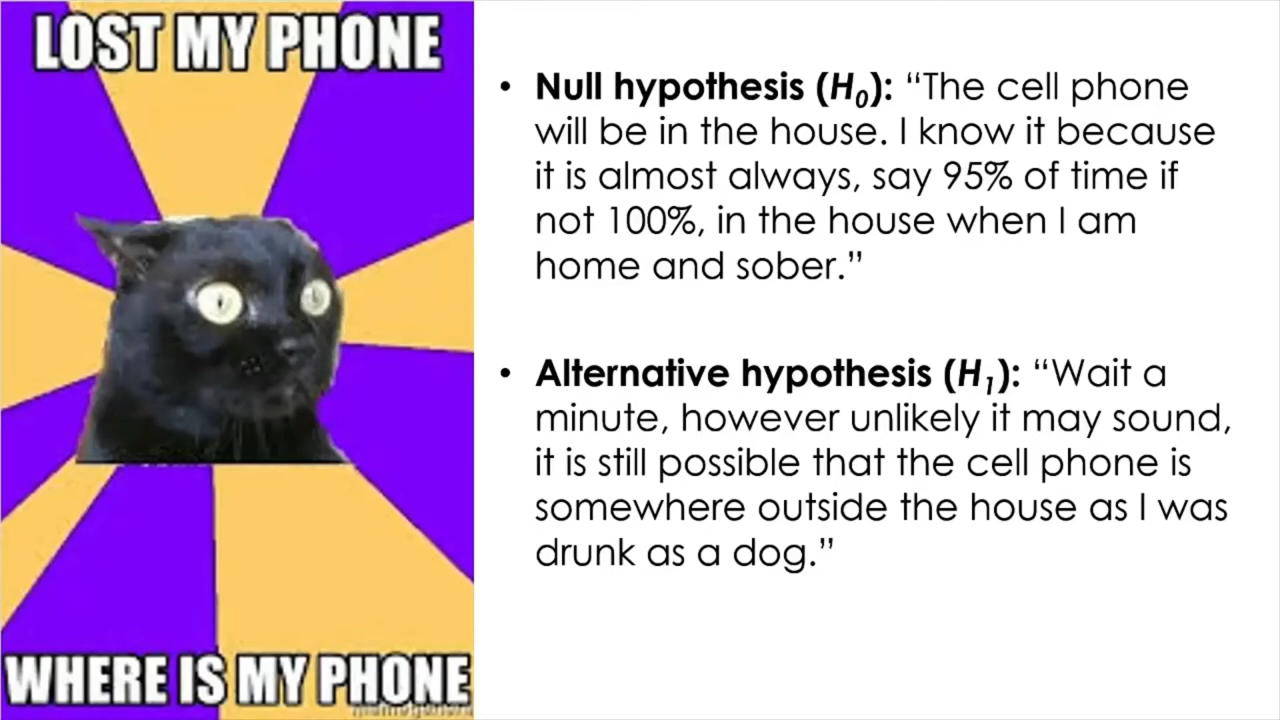 LOST MY PHONE
WHERE IS MY PHONE
• Null hypothesis (H0): “The cell phone
will be in the house. I know it because
it is almost always, say 95% of time if
not 100%, in the house when I am
home and sober.”
• Alternative hypothesis (H1): “Wait a
minute, however unlikely it may sound,
it is still possible that the cell phone is
somewhere outside the house as I was
drunk as a dog.”